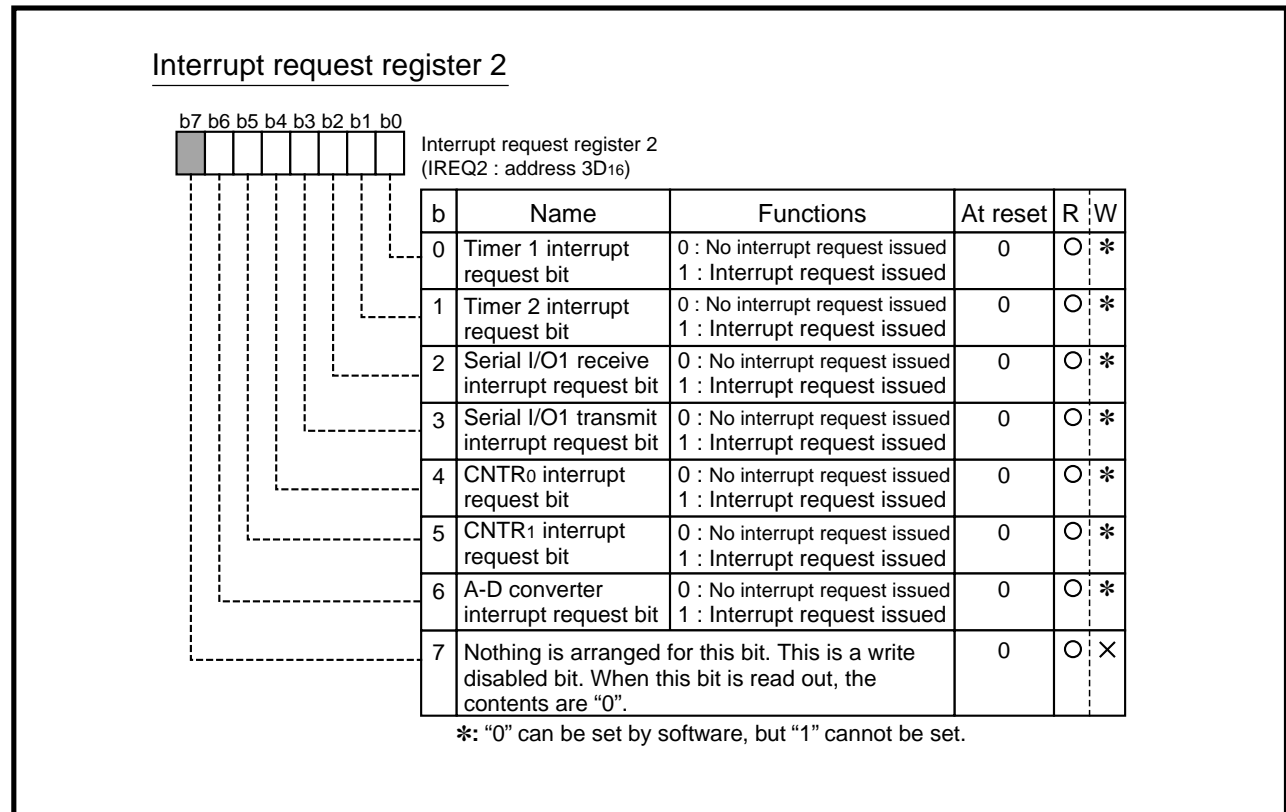 Interrupt request register 2
b7 b6 b5 b4 b3 b2 b1 b0
Interrupt request register 2
(IREQ2 : address 3D16)
b Name Functions At reset R W
0 Timer 1 interrupt request bit 0 : No interrupt request issued 0 ○ ✻
1 : Interrupt request issued
1 Timer 2 interrupt request bit 0 : No interrupt request issued 0 ○ ✻
1 : Interrupt request issued
2 Serial I/O1 receive interrupt request bit 0 : No interrupt request issued 0 ○ ✻
1 : Interrupt request issued
3 Serial I/O1 transmit interrupt request bit 0 : No interrupt request issued 0 ○ ✻
1 : Interrupt request issued
4 CNTR0 interrupt request bit 0 : No interrupt request issued 0 ○ ✻
1 : Interrupt request issued
5 CNTR1 interrupt request bit 0 : No interrupt request issued 0 ○ ✻
1 : Interrupt request issued
6 A-D converter interrupt request bit 0 : No interrupt request issued 0 ○ ✻
1 : Interrupt request issued
7 Nothing is arranged for this bit. This is a write 0 ○ ×
disabled bit. When this bit is read out, the
contents are “0”.
✻: “0” can be set by software, but “1” cannot be set.